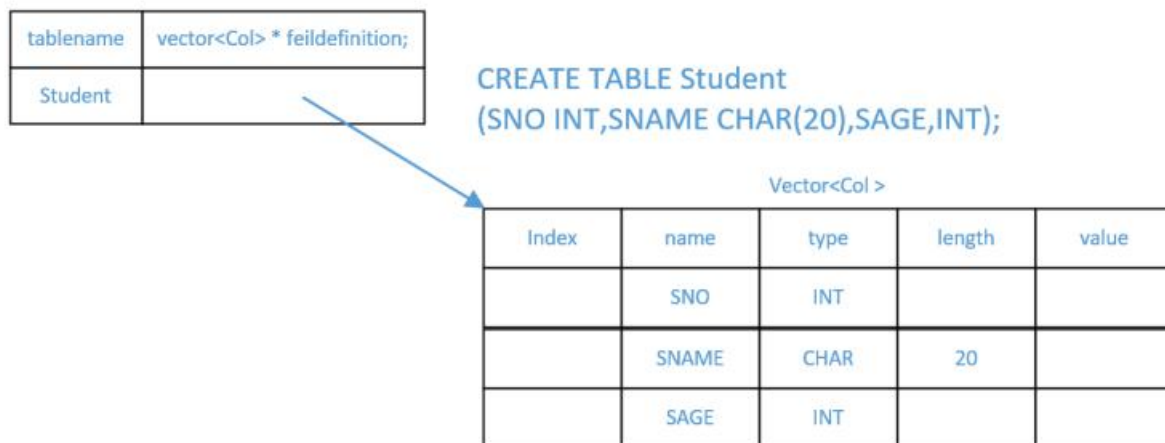 tablename vector<Col> * feildefinition;
Student
CREATE TABLE Student
(SNO INT,SNAME CHAR(20),SAGE,INT);
Vector<Col >
Index name type length value
SNO INT
SNAME CHAR 20
SAGE INT